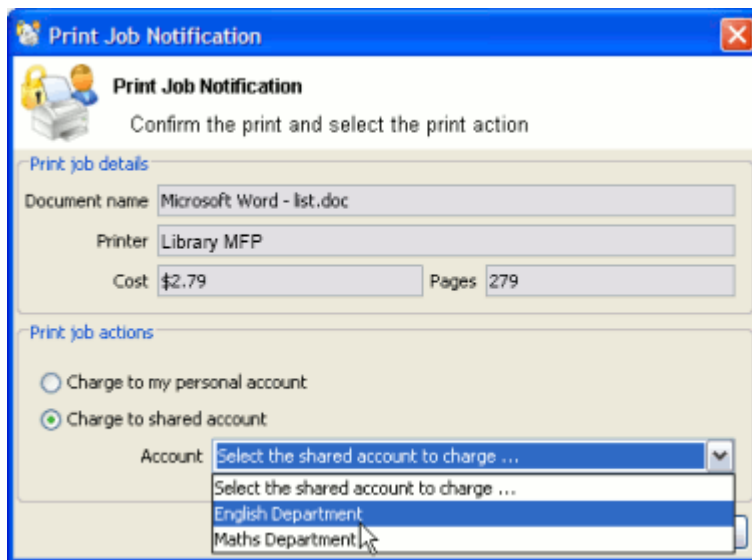 Print Job Notification
Print Job Notification
Confirm the print and select the print action
Print job details
Document name Microsoft Word - list.doc
Printer Library MFP
Cost $2.79 Pages 279
Print job actions
Charge to my personal account
Charge to shared account
Account Select the shared account to charge ...
Select the shared account to charge ...
English Department
Maths Department